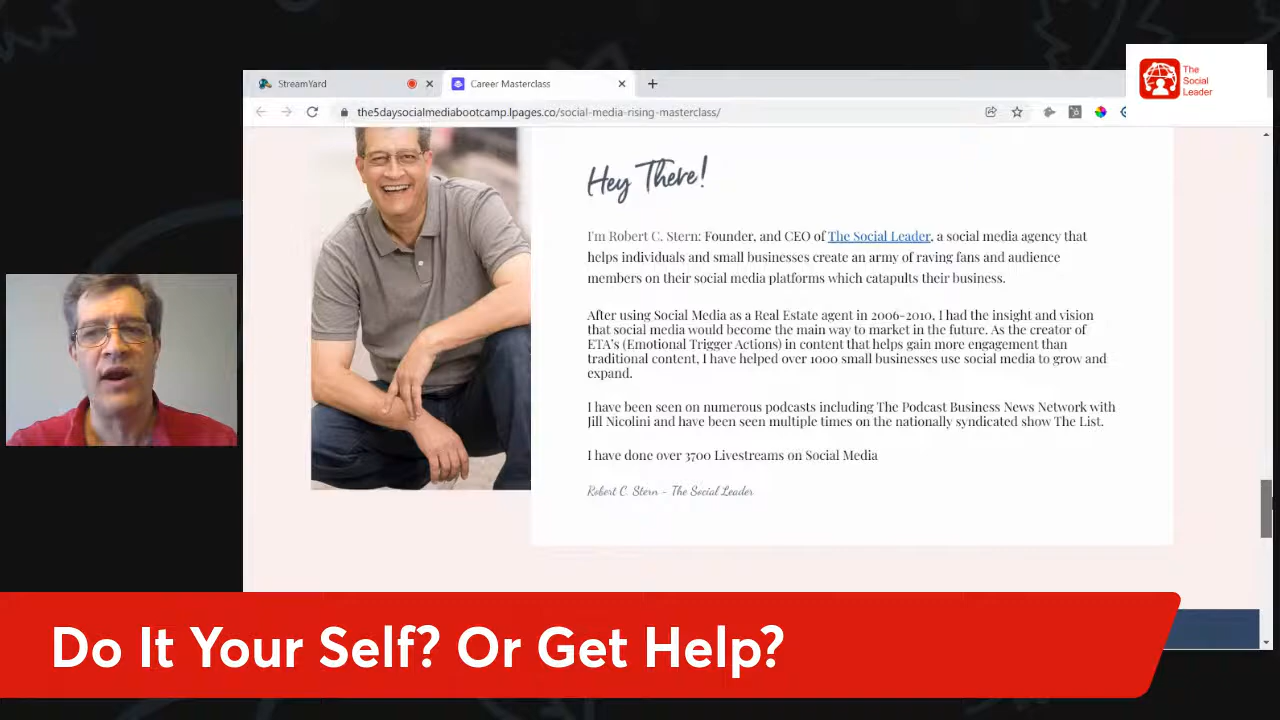 StreamYard
Career Masterclass
the5daysocialmediabootcamp.lpages.co/social-media-rising-masterclass/
The
Social
Leader
Hey There!
I'm Robert C. Stern: Founder, and CEO of The Social Leader, a social media agency that
helps individuals and small businesses create an army of raving fans and audience
members on their social media platforms which catapults their business.
After using Social Media as a Real Estate agent in 2006-2010, I had the insight and vision
that social media would become the main way to market in the future. As the creator of
ETA's (Emotional Trigger Actions) in content that helps gain more engagement than
traditional content, I have helped over 1000 small businesses use social media to grow and
expand.
I have been seen on numerous podcasts including The Podcast Business News Network with
Jill Nicolini and have been seen multiple times on the nationally syndicated show The List.
I have done over 3700 Livestreams on Social Media
Robert C. Stern - The Social Leader
Do It Your Self? Or Get Help?